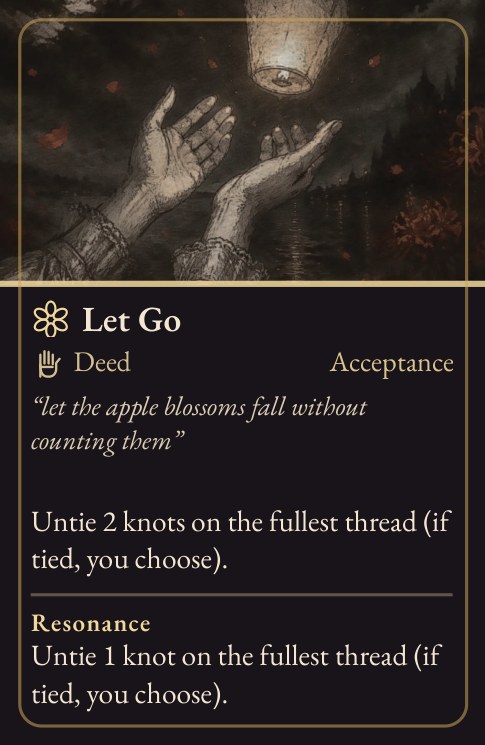 Let Go
Deed Acceptance
“let the apple blossoms fall without
counting them”
Untie 2 knots on the fullest thread (if
tied, you choose).
Resonance
Untie 1 knot on the fullest thread (if
tied, you choose).